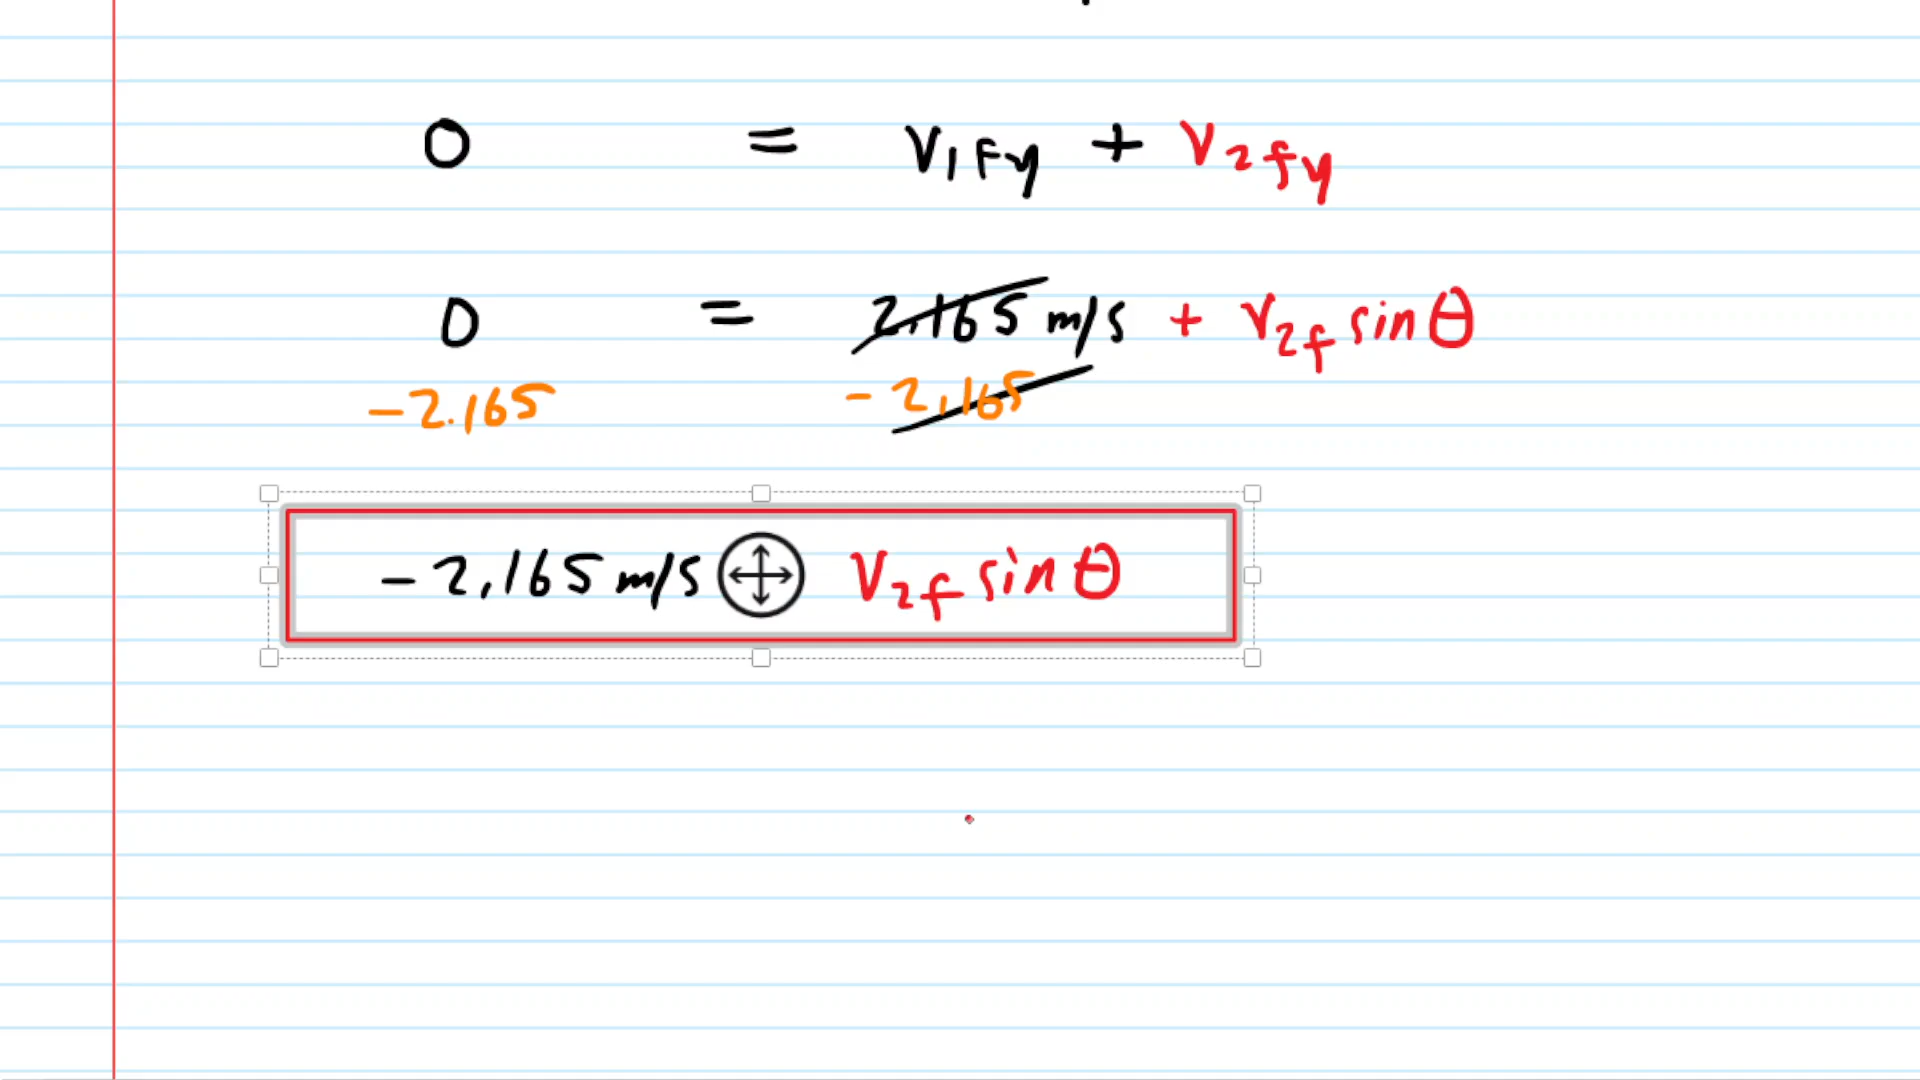 0 = v₁fy + v₂fy
0 = 2.165 m/s + v₂f sin θ
-2.165 -2.165
-2.165 m/s v₂f sin θ